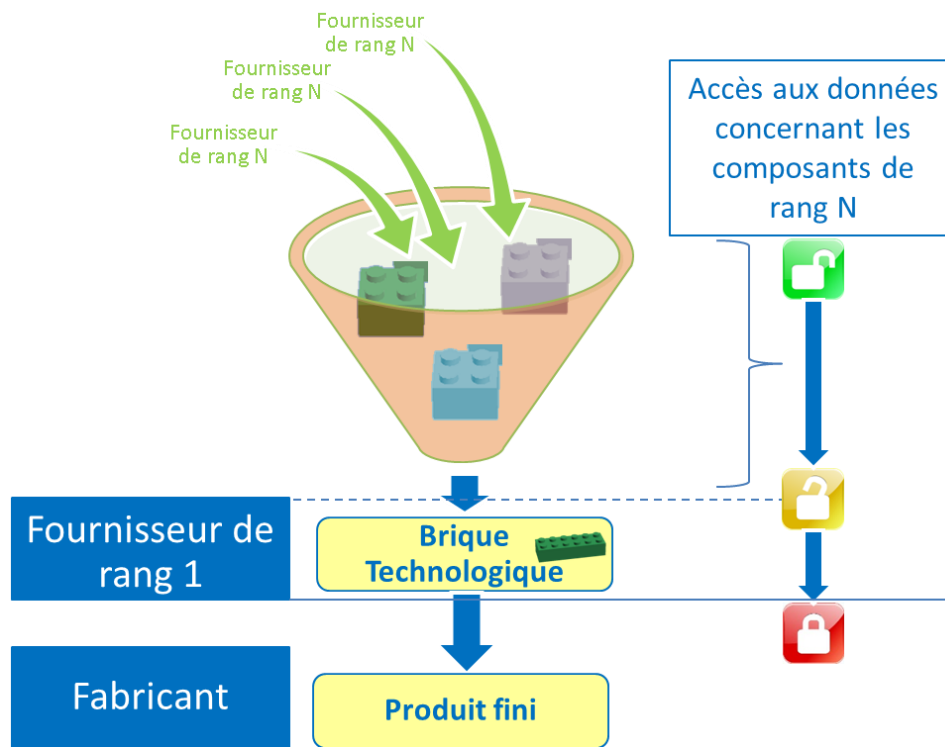 Fournisseur
de rang N
Fournisseur
de rang N
Fournisseur
de rang N
Accès aux données
concernant les
composants de
rang N
Fournisseur de
rang 1
Brique
Technologique
Fabricant
Produit fini